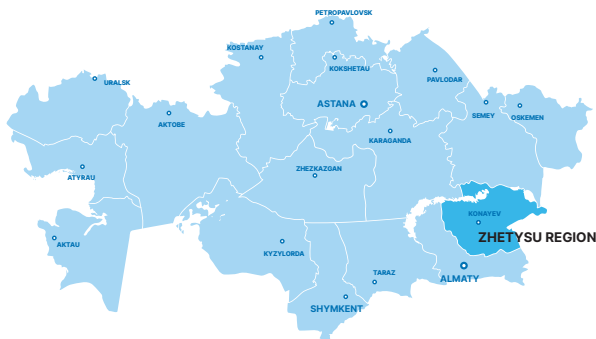 PETROPAVLOVSK
KOSTANAY
KOKSHETAU
PAVLODAR
URALSK
ASTANA
SEMEY
OSKEMEN
AKTOBE
KARAGANDA
ZHEZKAZGAN
ATYRAU
KONAYEV
ZHETYSU REGION
AKTAU
KYZYLORDA
TARAZ
ALMATY
SHYMKENT